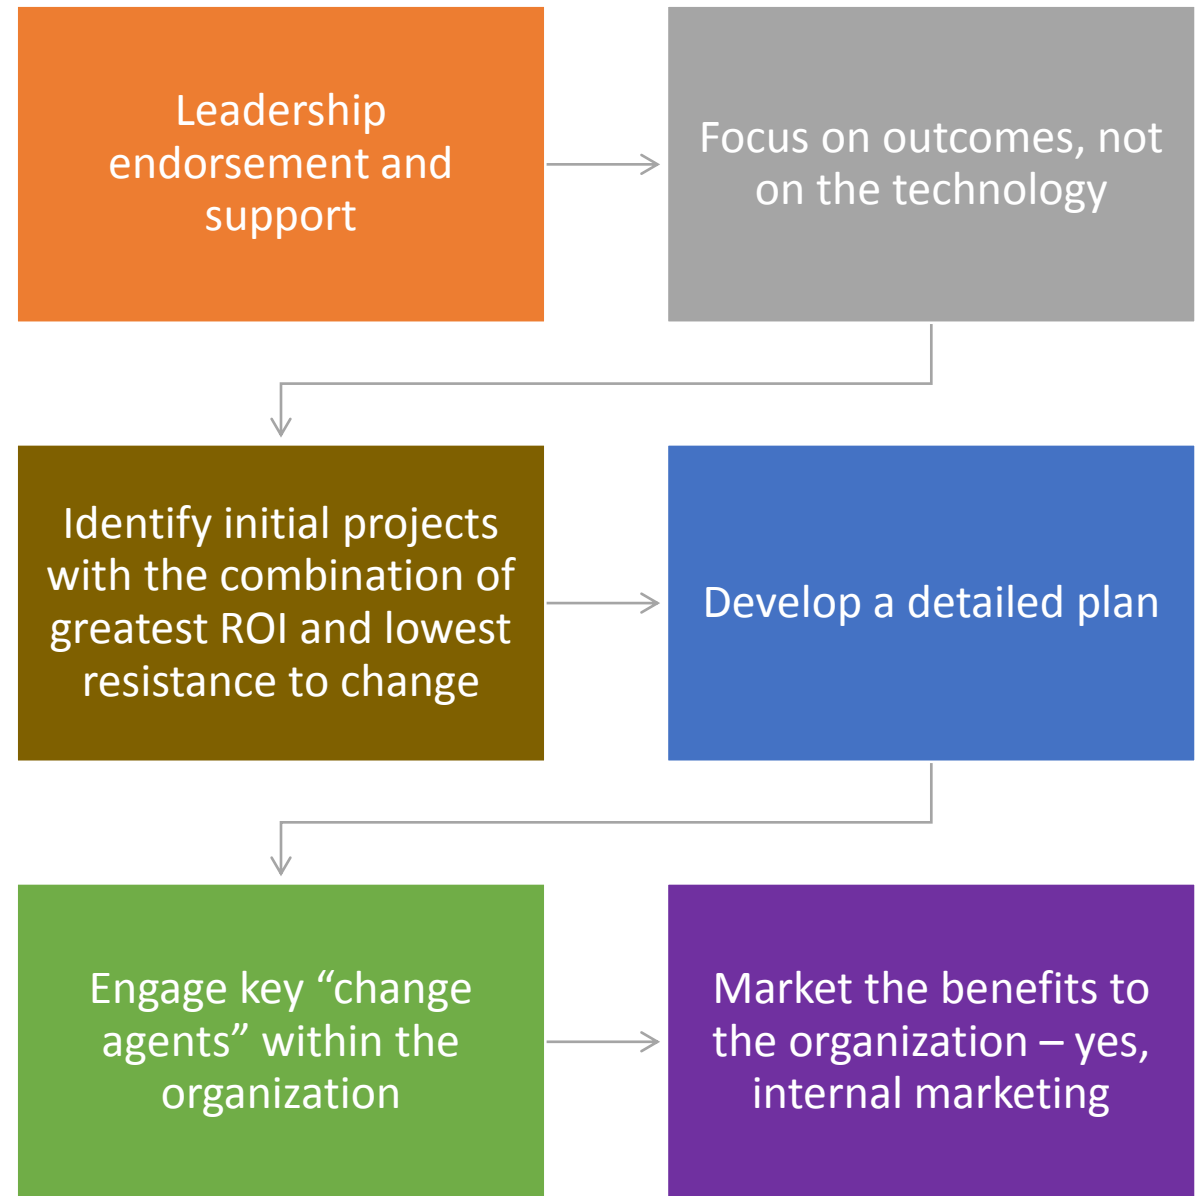 Leadership
endorsement and
support
Focus on outcomes, not
on the technology
Identify initial projects
with the combination of
greatest ROI and lowest
resistance to change
Develop a detailed plan
Engage key “change
agents” within the
organization
Market the benefits to
the organization – yes,
internal marketing